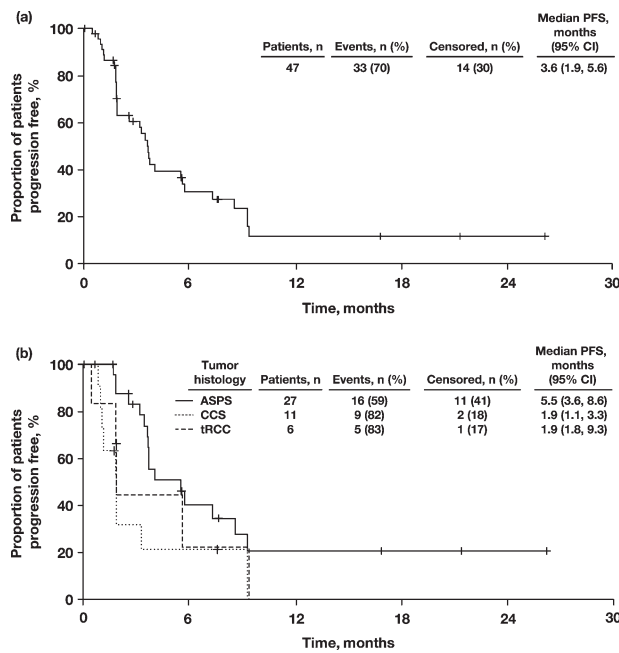 (a)
Patients, n Events, n (%) Censored, n (%) Median PFS, months (95% CI)
47 33 (70) 14 (30) 3.6 (1.9, 5.6)
Proportion of patients progression free, %
100
80
60
40
20
0
0 6 12 18 24 30
Time, months
(b)
Tumor histology Patients, n Events, n (%) Censored, n (%) Median PFS, months (95% CI)
ASPS 27 16 (59) 11 (41) 5.5 (3.6, 8.6)
CCS 11 9 (82) 2 (18) 1.9 (1.1, 3.3)
tRCC 6 5 (83) 1 (17) 1.9 (1.8, 9.3)
Proportion of patients progression free, %
100
80
60
40
20
0
0 6 12 18 24 30
Time, months